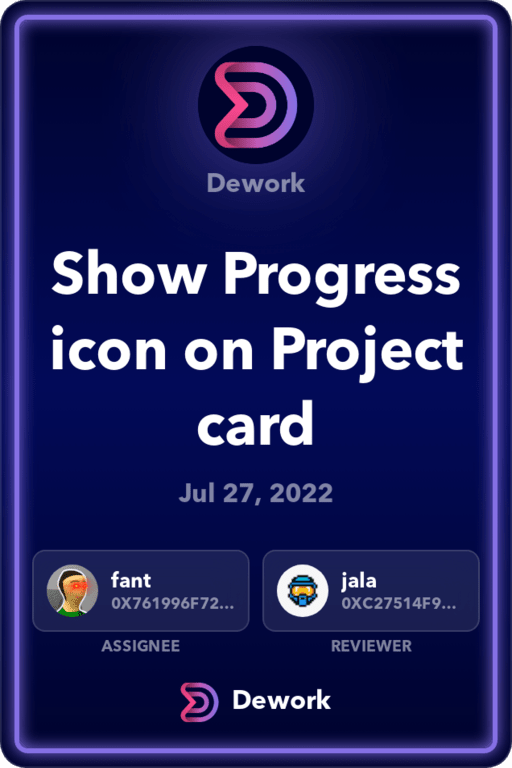 Dework
Show Progress
icon on Project
card
Jul 27, 2022
fant
0X761996F72...
jala
0XC27514F9...
ASSIGNEE
REVIEWER
Dework